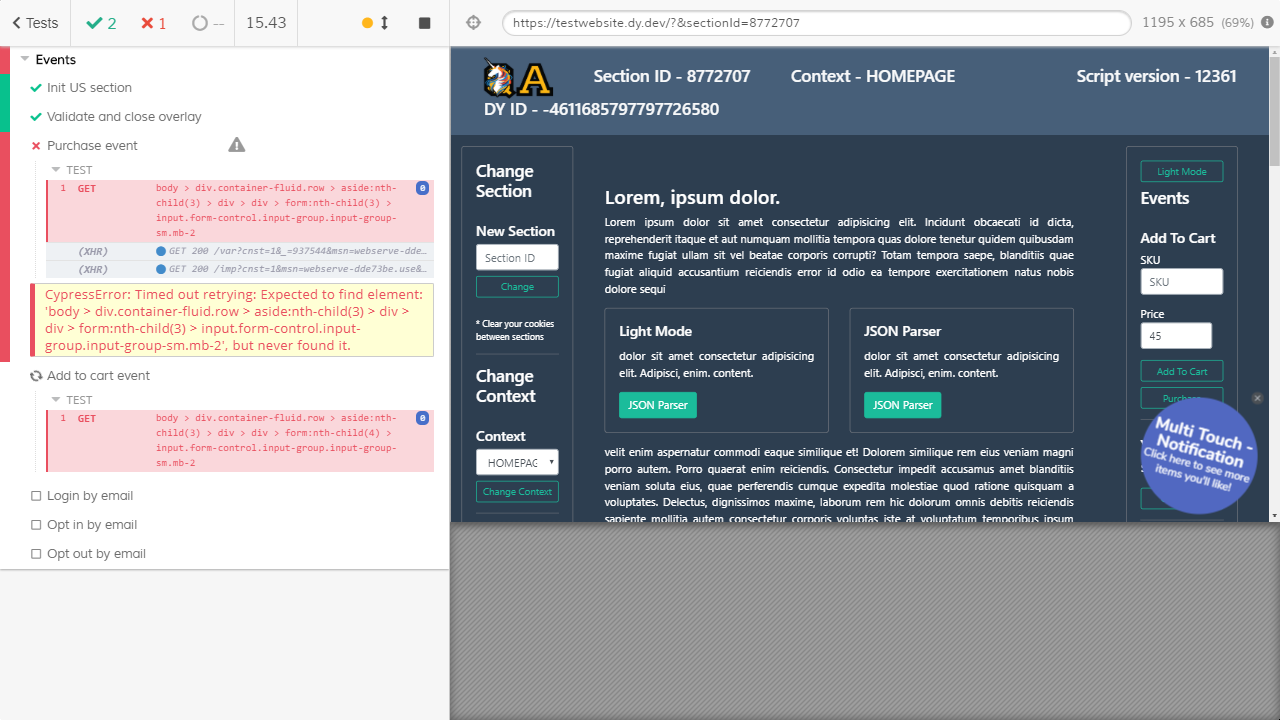 Tests
2
1
--
15.43
https://testwebsite.dy.dev/?&sectionId=8772707
1195 x 685 (69%)
Events
Init US section
Validate and close overlay
Purchase event
TEST
1 GET body > div.container-fluid.row > aside:nth-
child(3) > div > div > form:nth-child(3) >
input.form-control.input-group.input-group-
sm.mb-2
0
(XHR) GET 200 /var?cnst=1&_=937544&msn=webserve-dde…
(XHR) GET 200 /imp?cnst=1&msn=webserve-dde73be.use&…
CypressError: Timed out retrying: Expected to find element:
'body > div.container-fluid.row > aside:nth-child(3) > div >
div > form:nth-child(3) > input.form-control.input-
group.input-group-sm.mb-2', but never found it.
Add to cart event
TEST
1 GET body > div.container-fluid.row > aside:nth-
child(3) > div > div > form:nth-child(4) >
input.form-control.input-group.input-group-
sm.mb-2
0
Login by email
Opt in by email
Opt out by email
A
Section ID - 8772707
Context - HOMEPAGE
Script version - 12361
DY ID - -4611685797797726580
Change
Section
New Section
Section ID
Change
* Clear your cookies
between sections
Change
Context
Context
HOMEPAG
Change Context
Lorem, ipsum dolor.
Lorem ipsum dolor sit amet consectetur adipisicing elit. Incidunt obcaecati id dicta,
reprehenderit itaque et aut numquam mollitia tempora quas dolore tenetur quidem quibusdam
maxime fugiat ullam sit vel beatae corporis corrupti? Totam tempora saepe, blanditiis quae
fugiat aliquid accusantium reiciendis error id odio ea tempore exercitationem natus nobis
dolore sequi
Light Mode
dolor sit amet consectetur adipisicing
elit. Adipisci, enim. content.
JSON Parser
JSON Parser
dolor sit amet consectetur adipisicing
elit. Adipisci, enim. content.
JSON Parser
velit enim aspernatur commodi eaque similique et! Dolorem similique rem eius veniam magni
porro autem. Porro quaerat enim reiciendis. Consectetur impedit accusamus amet blanditiis
veniam soluta eius, quae perferendis cumque expedita molestiae quod ratione quisquam a
voluptates. Delectus, dignissimos maxime, laborum rem hic dolorum omnis debitis reiciendis
sapiente mollitia autem consectetur corporis voluptas iste at voluptatum temporibus ipsum
Light Mode
Events
Add To Cart
SKU
SKU
Price
45
Add To Cart
Multi Touch -
Notification
Click here to see more
items you'll like!